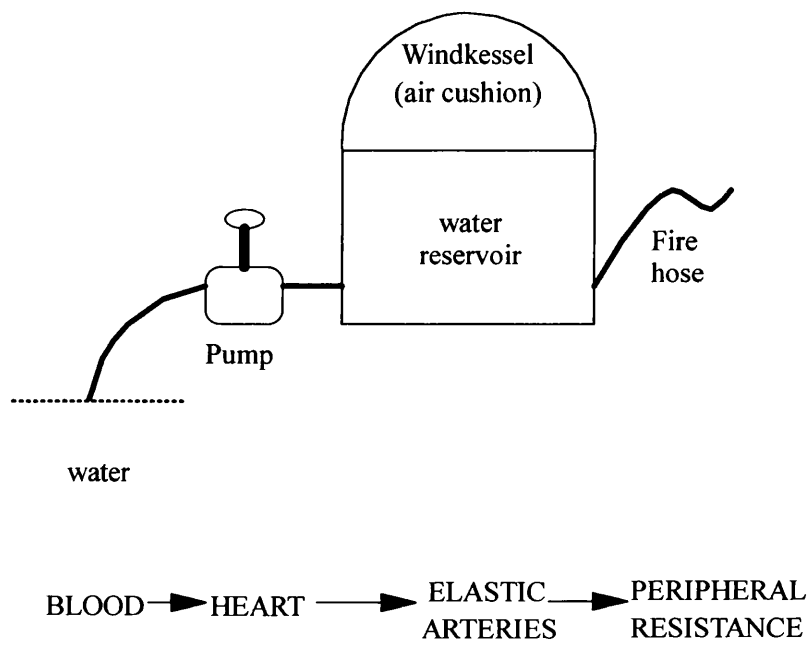 Windkessel
(air cushion)
water
reservoir
Fire
hose
Pump
water
BLOOD
HEART
ELASTIC
ARTERIES
PERIPHERAL
RESISTANCE